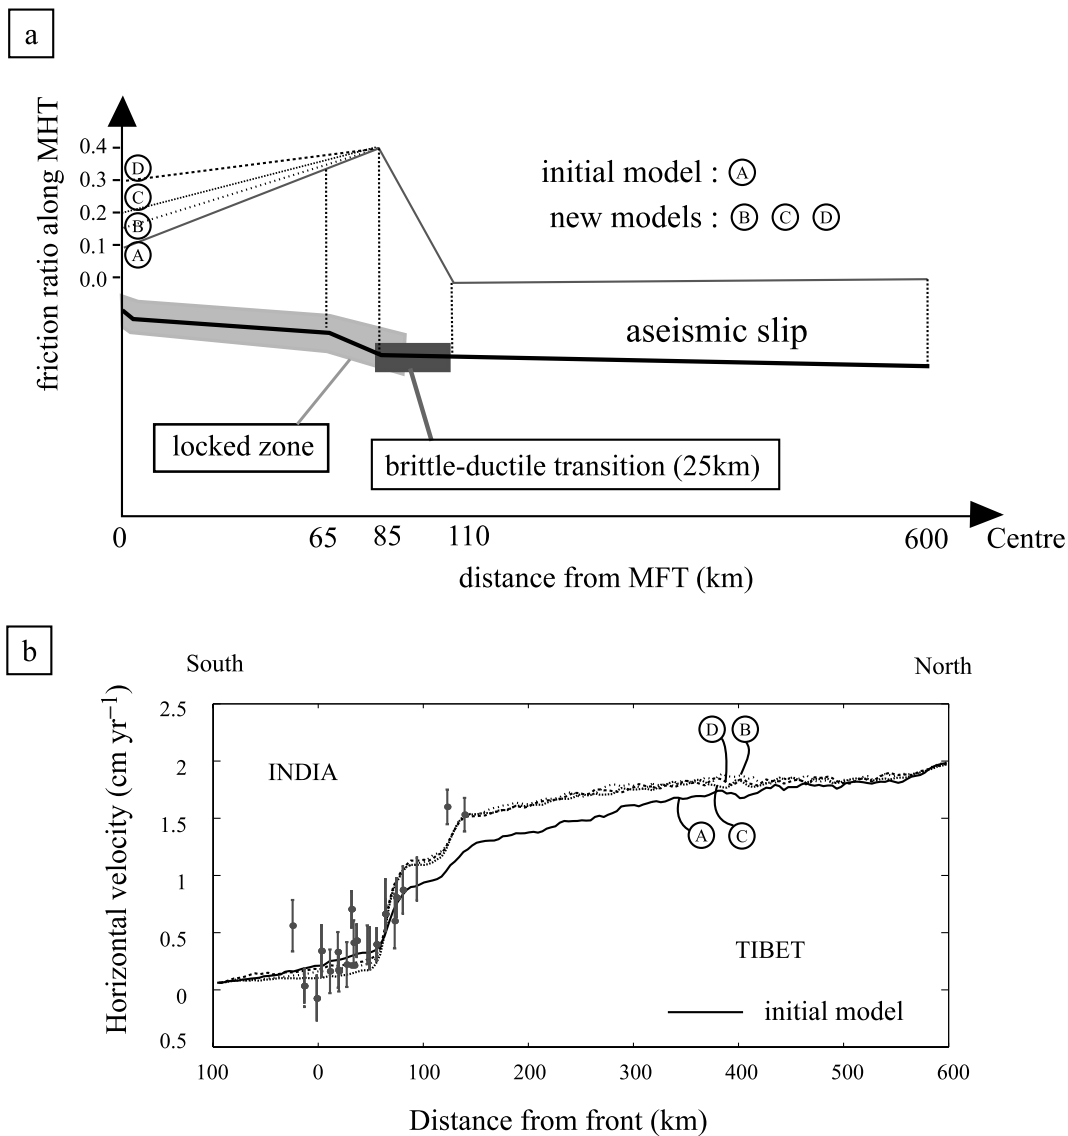 a
friction ratio along MHT
0.4
0.3
0.2
0.1
0.0
D
C
B
A
initial model : A
new models : B C D
aseismic slip
locked zone
brittle-ductile transition (25km)
0 65 85 110 600 Centre
distance from MFT (km)
b
South North
Horizontal velocity (cm yr⁻¹)
2.5
2
1.5
1
0.5
0
0.5
INDIA
D B
A C
TIBET
initial model
100 0 100 200 300 400 500 600
Distance from front (km)